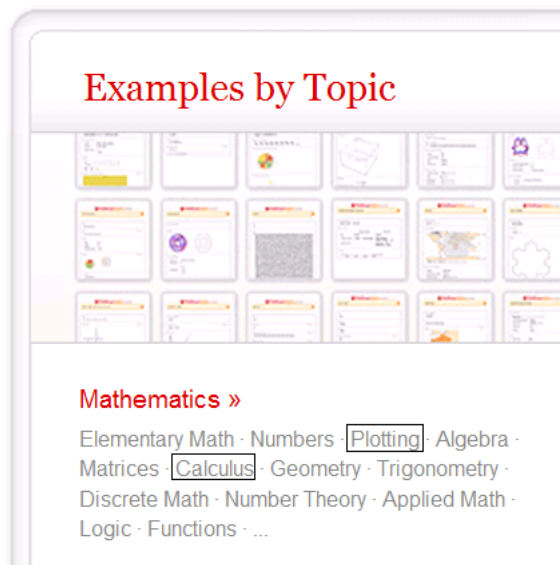 Examples by Topic
Mathematics »
Elementary Math · Numbers · Plotting · Algebra ·
Matrices · Calculus · Geometry · Trigonometry ·
Discrete Math · Number Theory · Applied Math ·
Logic · Functions · ...